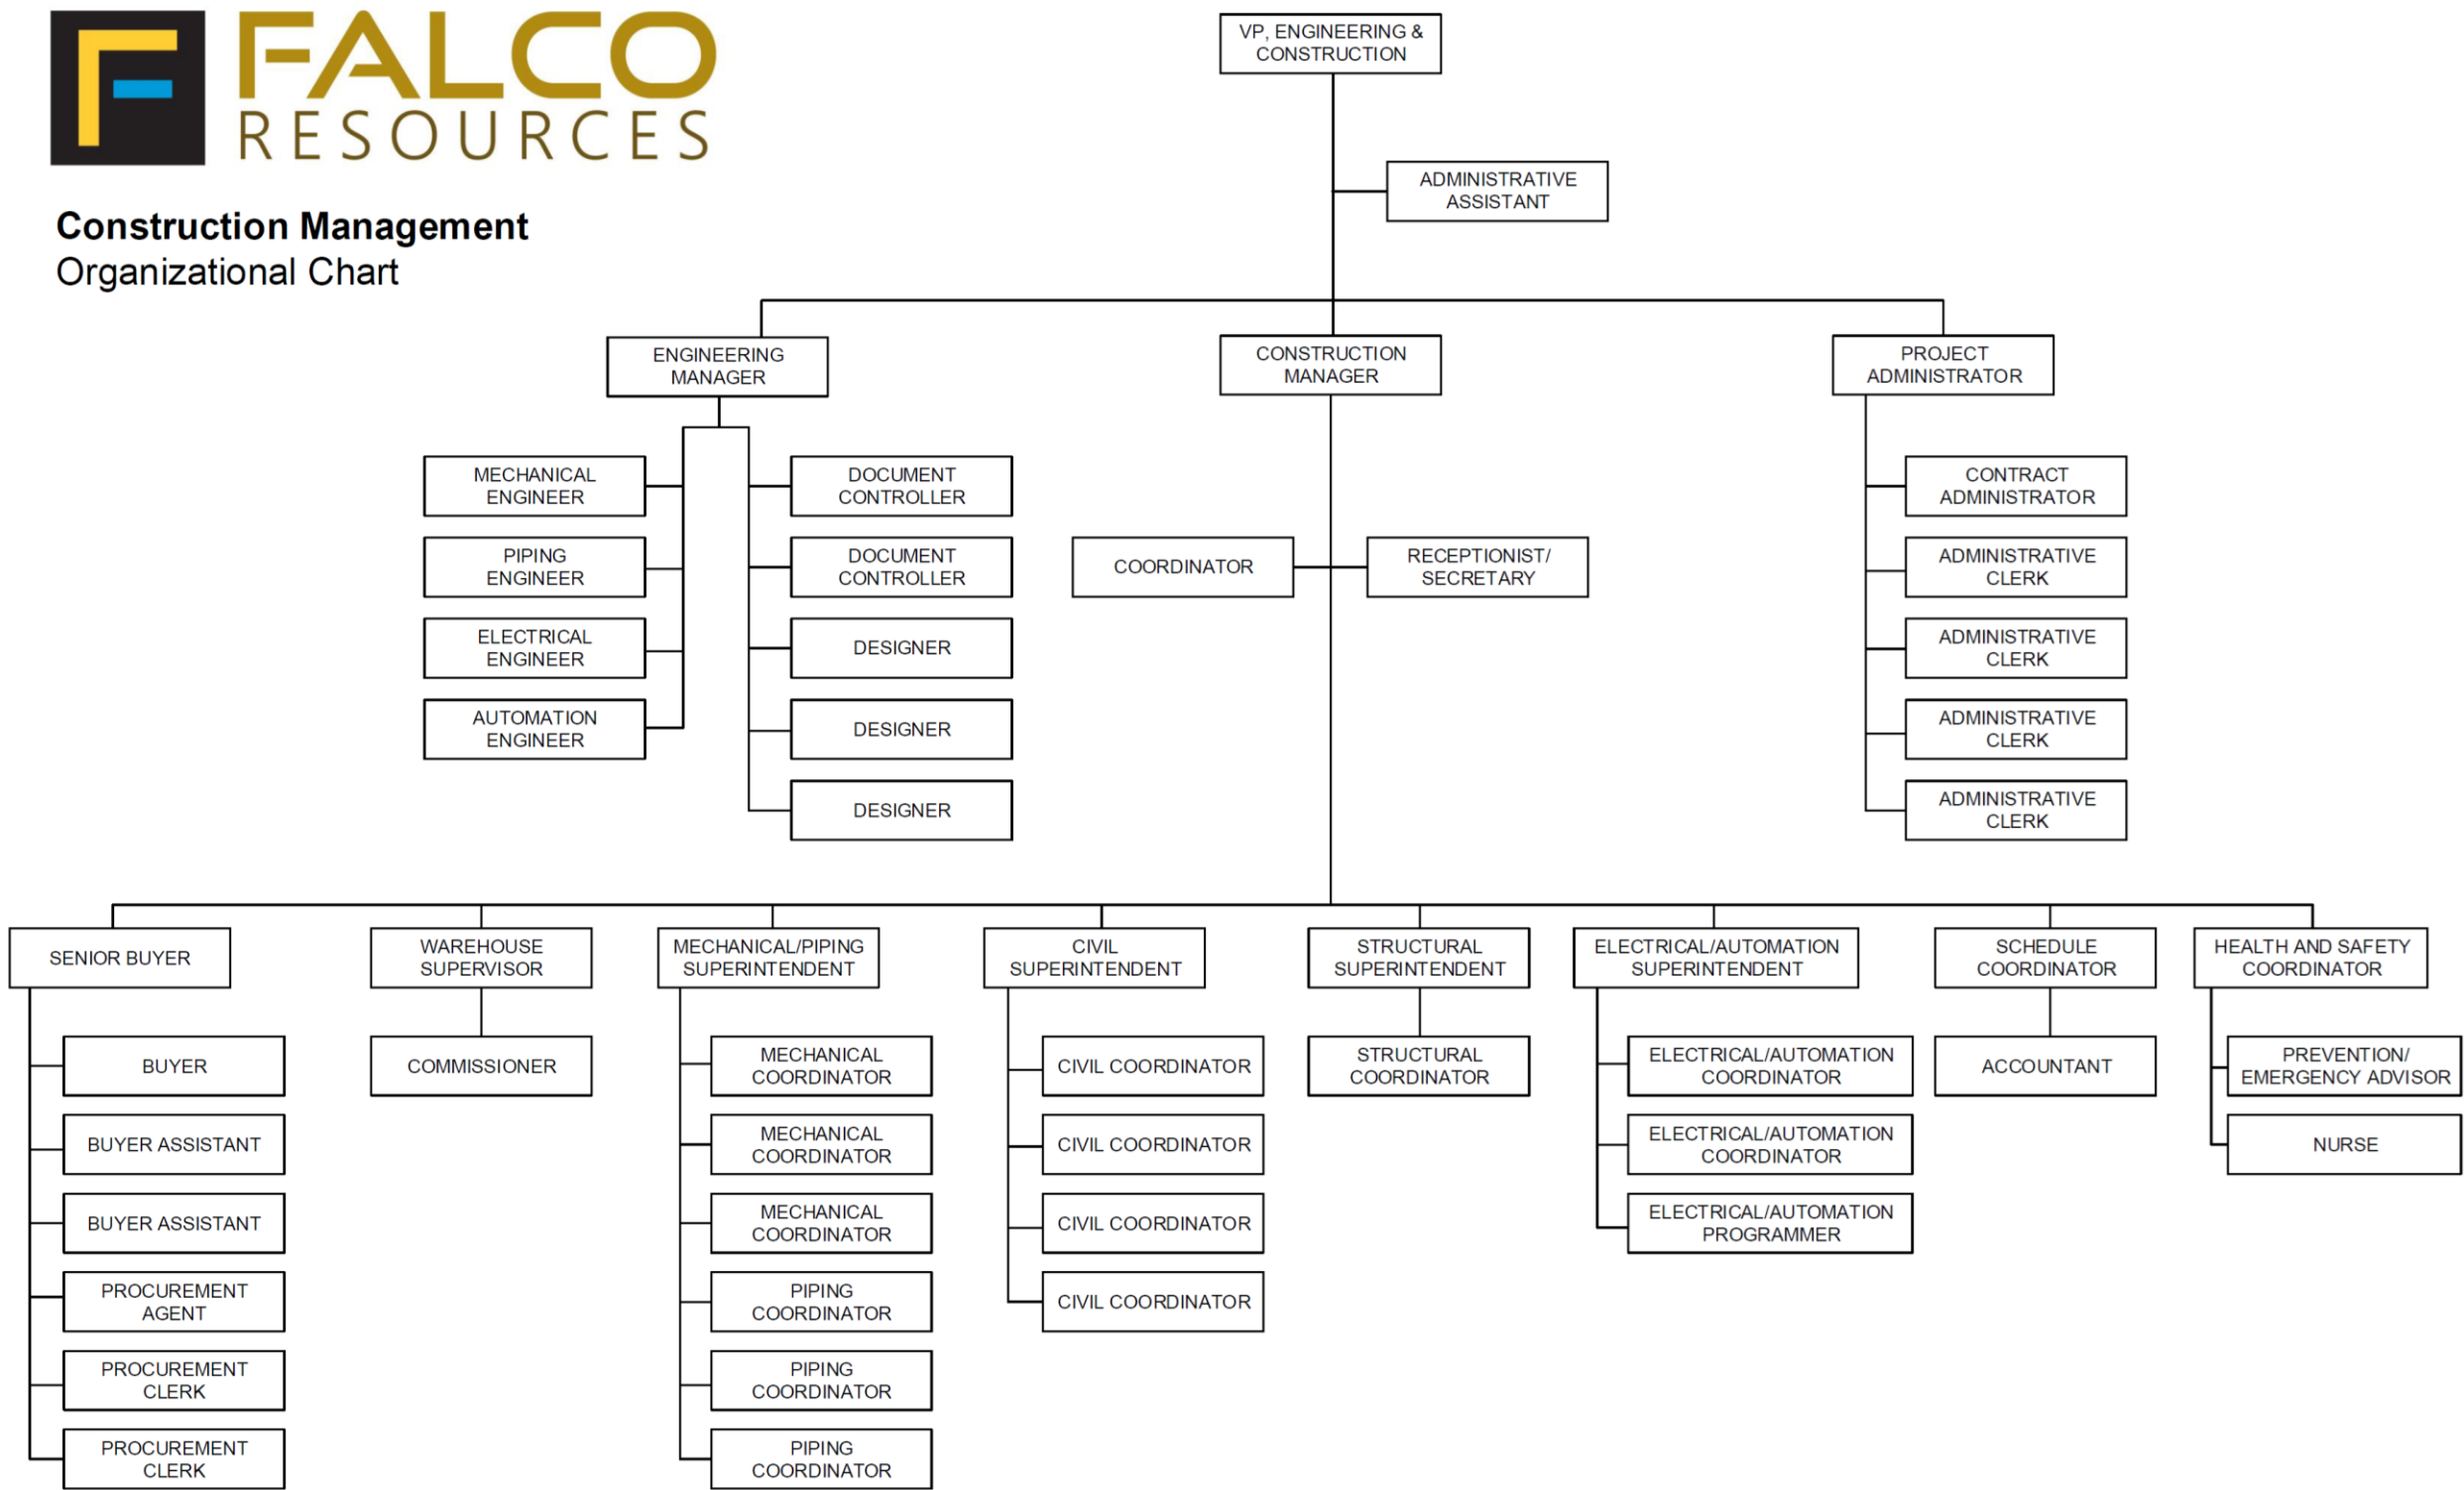 FALCO
RESOURCES
Construction Management
Organizational Chart
VP, ENGINEERING &
CONSTRUCTION
ADMINISTRATIVE
ASSISTANT
ENGINEERING
MANAGER
CONSTRUCTION
MANAGER
PROJECT
ADMINISTRATOR
MECHANICAL
ENGINEER
PIPING
ENGINEER
ELECTRICAL
ENGINEER
AUTOMATION
ENGINEER
DOCUMENT
CONTROLLER
DOCUMENT
CONTROLLER
DESIGNER
DESIGNER
DESIGNER
COORDINATOR
RECEPTIONIST/
SECRETARY
CONTRACT
ADMINISTRATOR
ADMINISTRATIVE
CLERK
ADMINISTRATIVE
CLERK
ADMINISTRATIVE
CLERK
ADMINISTRATIVE
CLERK
SENIOR BUYER
BUYER
BUYER ASSISTANT
BUYER ASSISTANT
PROCUREMENT
AGENT
PROCUREMENT
CLERK
PROCUREMENT
CLERK
WAREHOUSE
SUPERVISOR
COMMISSIONER
MECHANICAL/PIPING
SUPERINTENDENT
MECHANICAL
COORDINATOR
MECHANICAL
COORDINATOR
MECHANICAL
COORDINATOR
PIPING
COORDINATOR
PIPING
COORDINATOR
PIPING
COORDINATOR
CIVIL
SUPERINTENDENT
CIVIL COORDINATOR
CIVIL COORDINATOR
CIVIL COORDINATOR
CIVIL COORDINATOR
STRUCTURAL
SUPERINTENDENT
STRUCTURAL
COORDINATOR
ELECTRICAL/AUTOMATION
SUPERINTENDENT
ELECTRICAL/AUTOMATION
COORDINATOR
ELECTRICAL/AUTOMATION
COORDINATOR
ELECTRICAL/AUTOMATION
PROGRAMMER
SCHEDULE
COORDINATOR
ACCOUNTANT
HEALTH AND SAFETY
COORDINATOR
PREVENTION/
EMERGENCY ADVISOR
NURSE